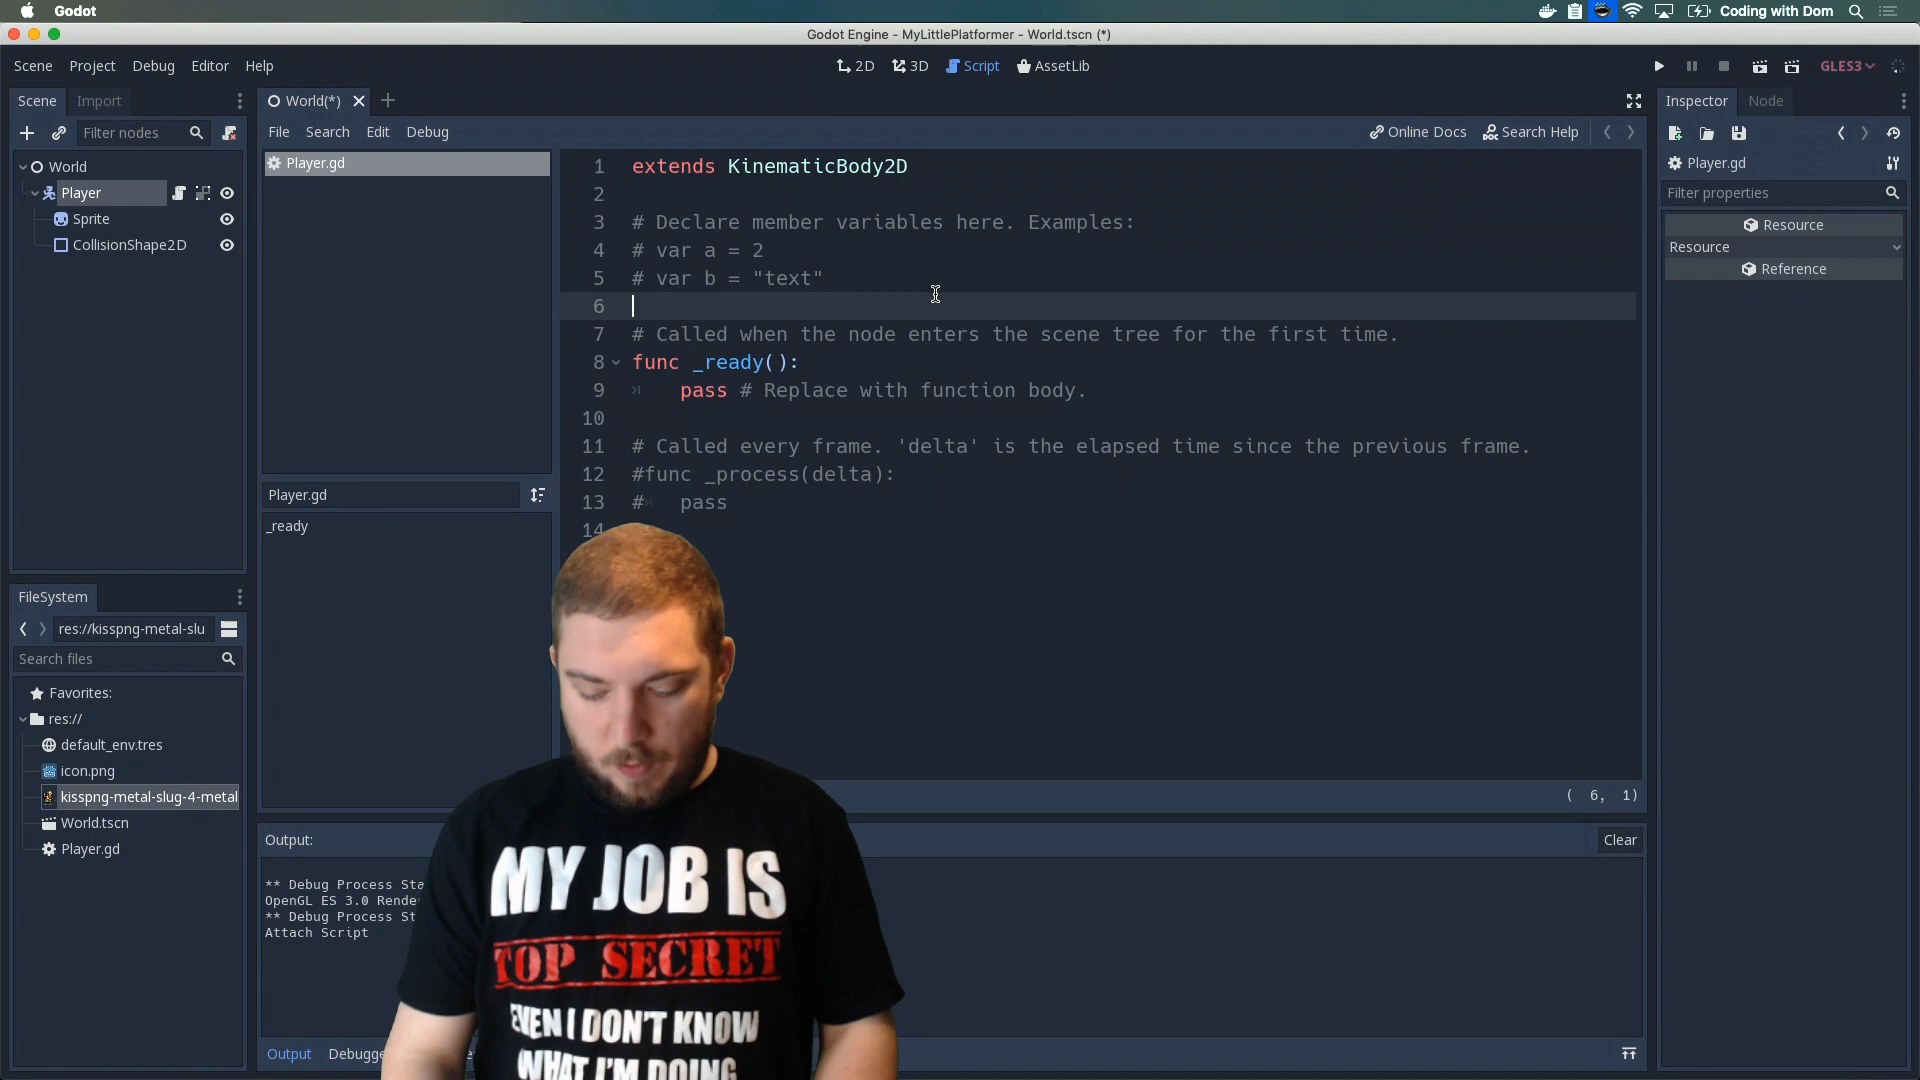 Godot
Coding with Dom
Godot Engine - MyLittlePlatformer - World.tscn (*)
Scene Project Debug Editor Help
2D 3D Script AssetLib
GLES3
Scene Import
World(*)
Inspector Node
Filter nodes
File Search Edit Debug
Online Docs Search Help
World
Player
Sprite
CollisionShape2D
Player.gd
Player.gd
_ready
1 extends KinematicBody2D
2
3 # Declare member variables here. Examples:
4 # var a = 2
5 # var b = "text"
6
7 # Called when the node enters the scene tree for the first time.
8 func _ready():
9 pass # Replace with function body.
10
11 # Called every frame. 'delta' is the elapsed time since the previous frame.
12 #func _process(delta):
13 # pass
14
( 6, 1)
Player.gd
Filter properties
Resource
Resource
Reference
FileSystem
res://kisspng-metal-slu
Search files
Favorites:
res://
default_env.tres
icon.png
kisspng-metal-slug-4-metal
World.tscn
Player.gd
Output:
Clear
** Debug Process Sta
OpenGL ES 3.0 Rende
** Debug Process St
Attach Script
Output Debugge
MY JOB IS
TOP SECRET
EVEN I DON'T KNOW
WHAT I'M DOING